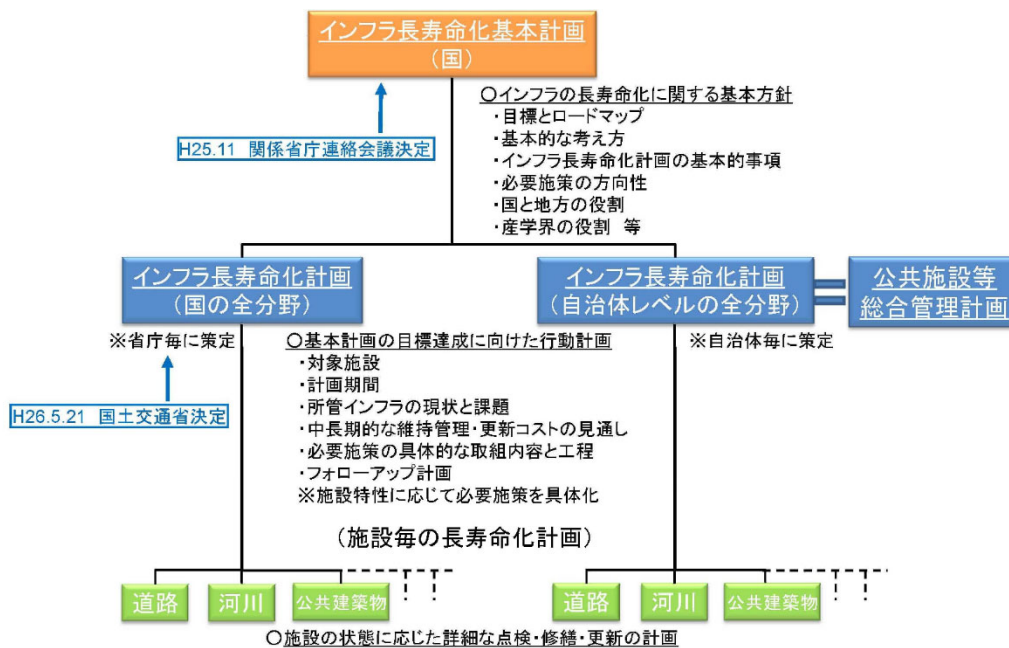 インフラ長寿命化基本計画
(国)
〇インフラの長寿命化に関する基本方針
・目標とロードマップ
・基本的な考え方
・インフラ長寿命化計画の基本的事項
・必要施策の方向性
・国と地方の役割
・産学界の役割 等
H25.11 関係省庁連絡会議決定
インフラ長寿命化計画
(国の全分野)
インフラ長寿命化計画
(自治体レベルの全分野)
公共施設等
総合管理計画
※省庁毎に策定
〇基本計画の目標達成に向けた行動計画
・対象施設
・計画期間
・所管インフラの現状と課題
・中長期的な維持管理・更新コストの見通し
・必要施策の具体的な取組内容と工程
・フォローアップ計画
※施設特性に応じて必要施策を具体化
※自治体毎に策定
H26.5.21 国土交通省決定
(施設毎の長寿命化計画)
道路
河川
公共建築物
道路
河川
公共建築物
〇施設の状態に応じた詳細な点検・修繕・更新の計画